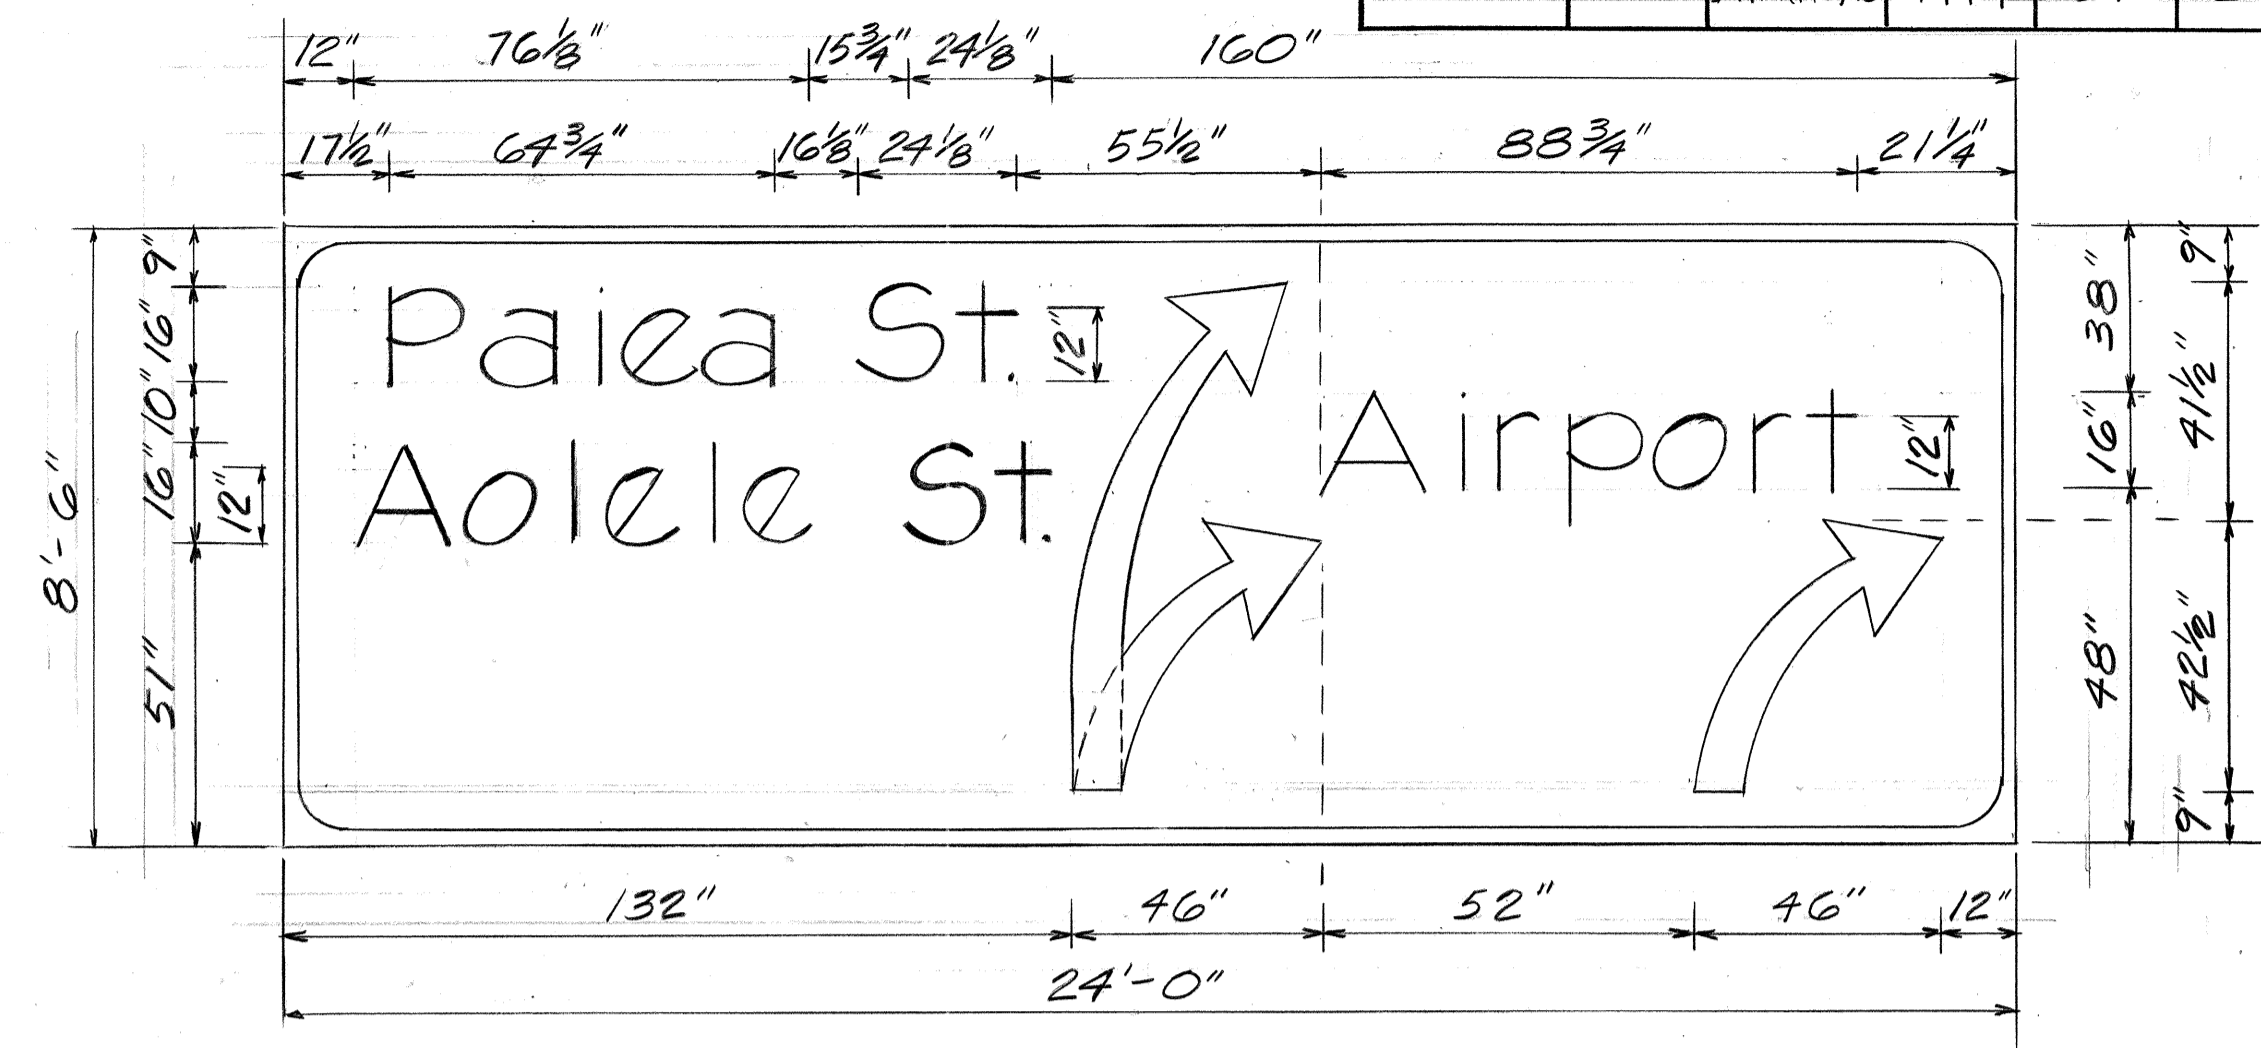 12" 76⅛" 15¾" 24⅛" 160"
17½" 64¾" 16⅛" 24⅛" 55½" 88¾" 21¼"
8'-6"
9"
16"
10"
16"
51"
12"
Paiea St.
12"
Aolele St.
Airport
12"
38"
16"
48"
9"
41½"
42½"
9"
132" 46" 52" 46" 12"
24'-0"